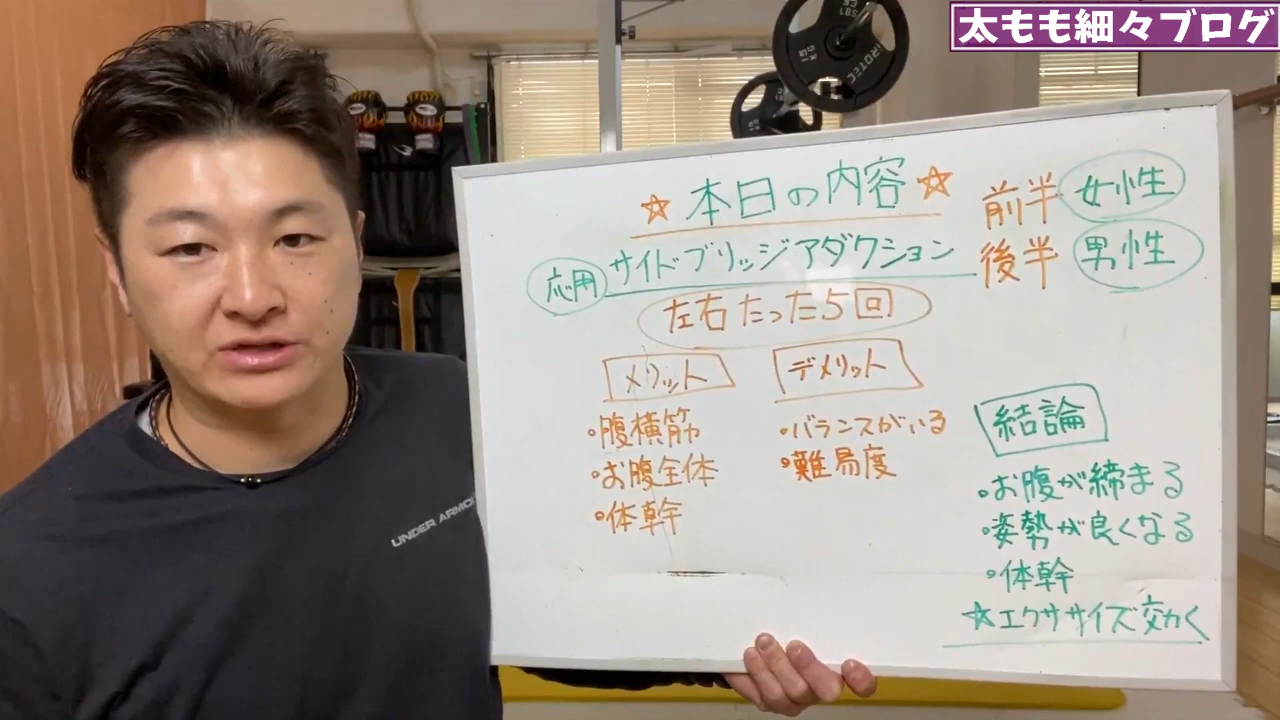 太もも細々ブログ
☆本日の内容☆
前半 女性
後半 男性
応用 サイドブリッジアダクション
左右たった5回
メリット
・腹横筋
・お腹全体
・体幹
デメリット
・バランスがいる
・難易度
結論
・お腹が締まる
・姿勢が良くなる
・体幹
☆エクササイズ効く
UNDER ARMOUR